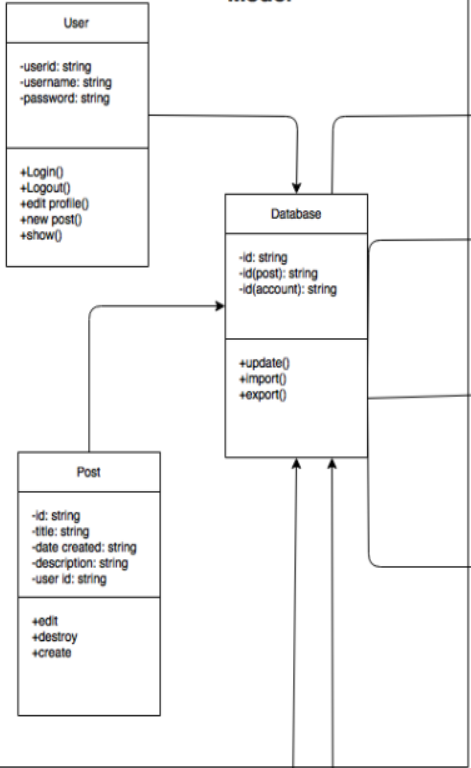 Model
User
-userid: string
-username: string
-password: string
+Login()
+Logout()
+edit profile()
+new post()
+show()
Database
-id: string
-id(post): string
-id(account): string
+update()
+import()
+export()
Post
-id: string
-title: string
-date created: string
-description: string
-user id: string
+edit
+destroy
+create